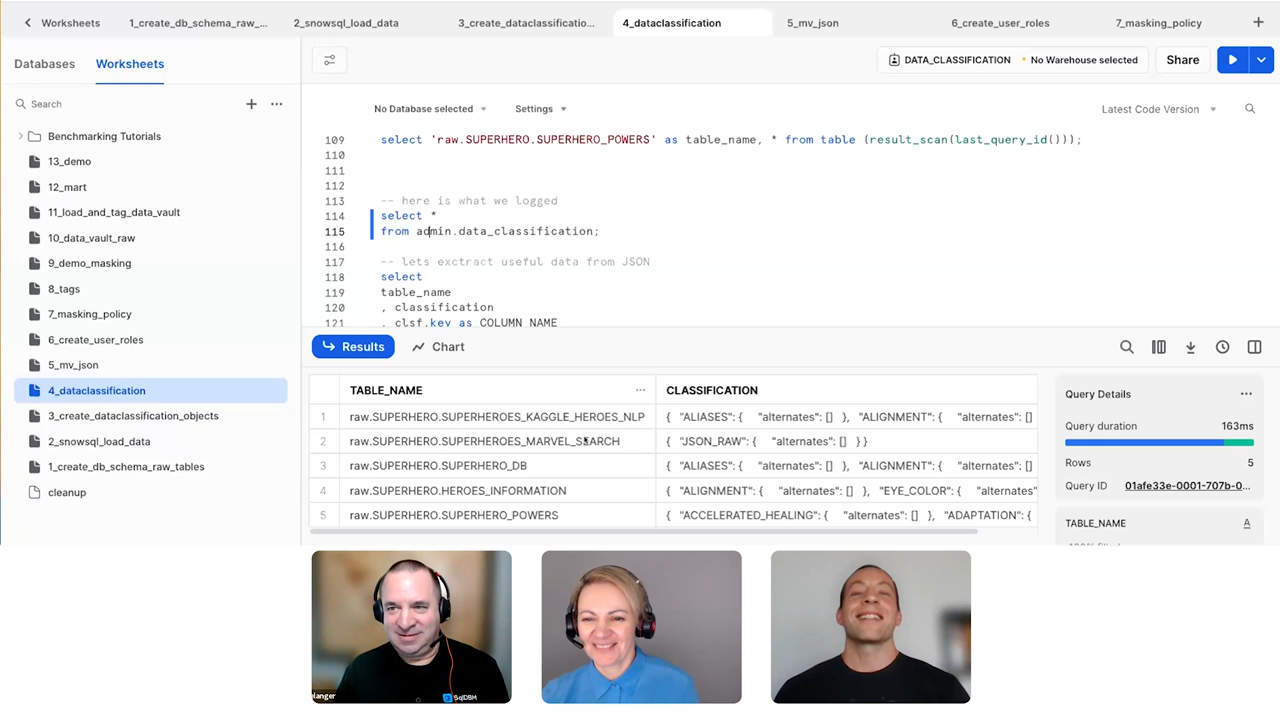 Worksheets
1_create_db_schema_raw_...
2_snowsql_load_data
3_create_dataclassificatio...
4_dataclassification
5_mv_json
6_create_user_roles
7_masking_policy
Databases
Worksheets
DATA_CLASSIFICATION
No Warehouse selected
Share
Search
No Database selected
Settings
Latest Code Version
Benchmarking Tutorials
13_demo
12_mart
11_load_and_tag_data_vault
10_data_vault_raw
9_demo_masking
8_tags
7_masking_policy
6_create_user_roles
5_mv_json
4_dataclassification
3_create_dataclassification_objects
2_snowsql_load_data
1_create_db_schema_raw_tables
cleanup
109 select 'raw.SUPERHERO.SUPERHERO_POWERS' as table_name, * from table (result_scan(last_query_id()));
110
111
112
113 -- here is what we logged
114 select *
115 from admin.data_classification;
116
117 -- lets exctract useful data from JSON
118 select
119 table_name
120 , classification
121 , clsf.key as COLUMN_NAME
Results
Chart
TABLE_NAME ... CLASSIFICATION
1 raw.SUPERHERO.SUPERHEROES_KAGGLE_HEROES_NLP { "ALIASES": { "alternates": [] }, "ALIGNMENT": { "alternates": []
2 raw.SUPERHERO.SUPERHEROES_MARVEL_SEARCH { "JSON_RAW": { "alternates": [] } }
3 raw.SUPERHERO.SUPERHERO_DB { "ALIASES": { "alternates": [] }, "ALIGNMENT": { "alternates": []
4 raw.SUPERHERO.HEROES_INFORMATION { "ALIGNMENT": { "alternates": [] }, "EYE_COLOR": { "alternates"
5 raw.SUPERHERO.SUPERHERO_POWERS { "ACCELERATED_HEALING": { "alternates": [] }, "ADAPTATION": {
Query Details ...
Query duration 163ms
Rows 5
Query ID 01afe33e-0001-707b-0...
TABLE_NAME A
SqlDBM